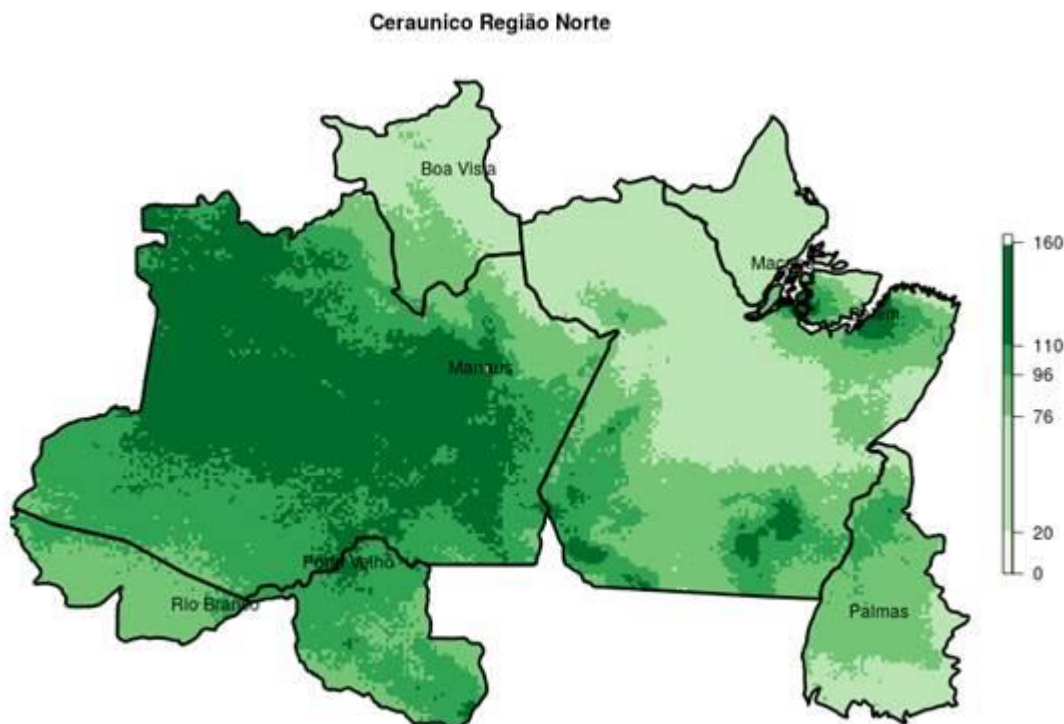 Ceraunico Região Norte
Boa Vista
Manaus
Porto Velho
Rio Branco
Palmas
160
110
96
76
20
0